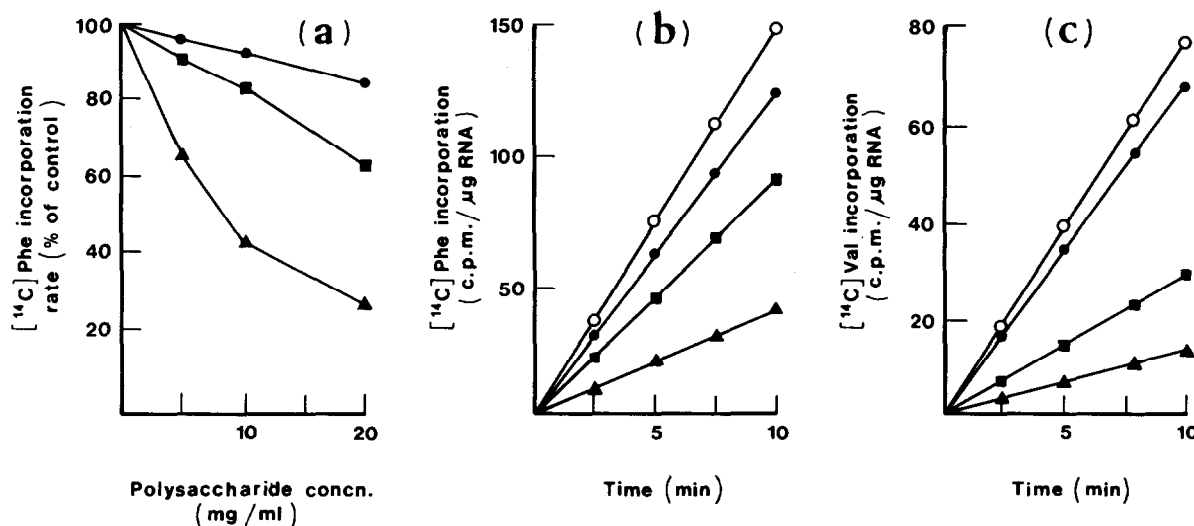 (a)
[¹⁴C] Phe incorporation
rate (% of control)
100
80
60
40
20
10
20
Polysaccharide concn.
(mg/ml)
(b)
[¹⁴C] Phe incorporation
(c.p.m./µg RNA)
150
100
50
5
10
Time (min)
(c)
[¹⁴C] Val incorporation
(c.p.m./µg RNA)
80
60
40
20
5
10
Time (min)